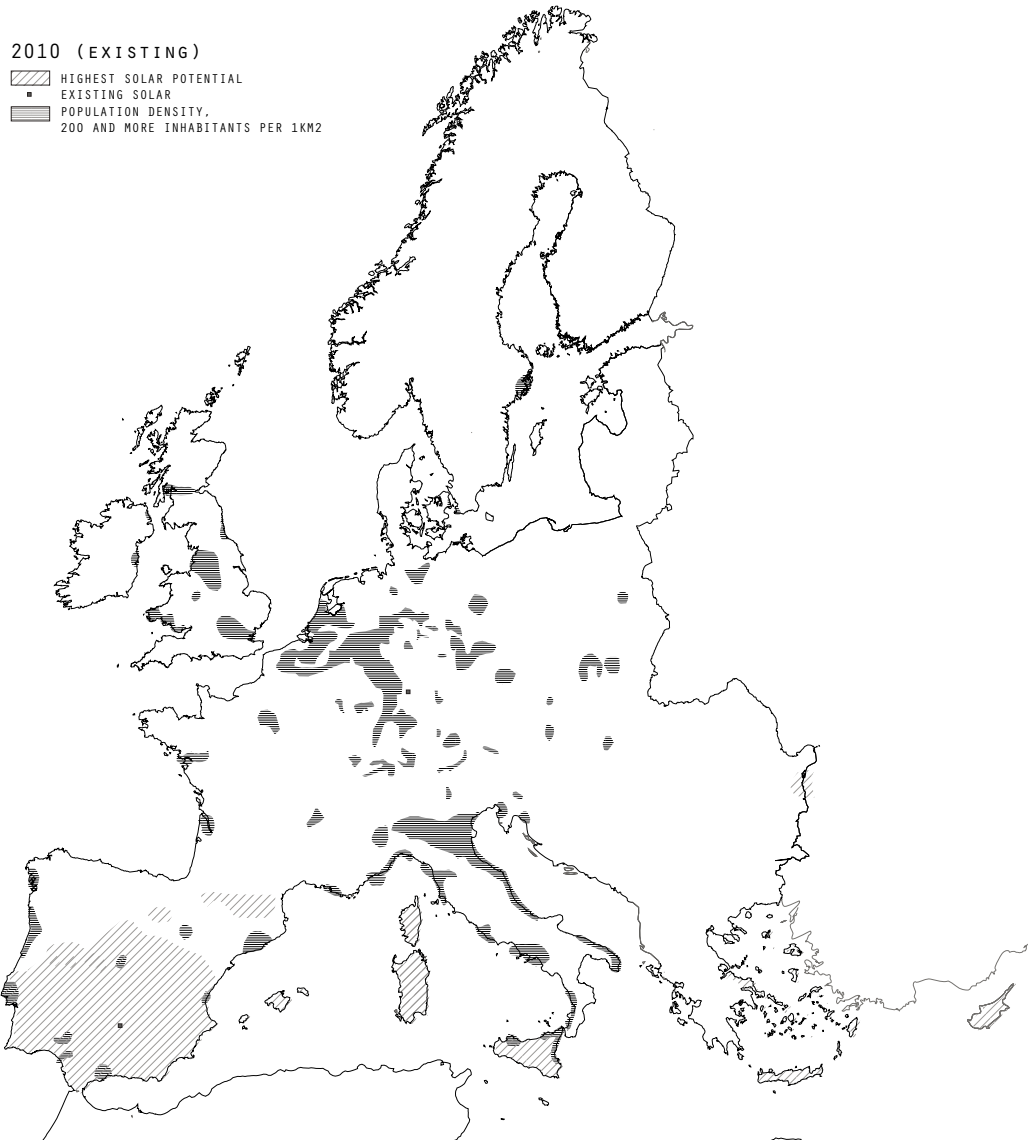 2010 (EXISTING)
HIGHEST SOLAR POTENTIAL
EXISTING SOLAR
POPULATION DENSITY,
200 AND MORE INHABITANTS PER 1KM2